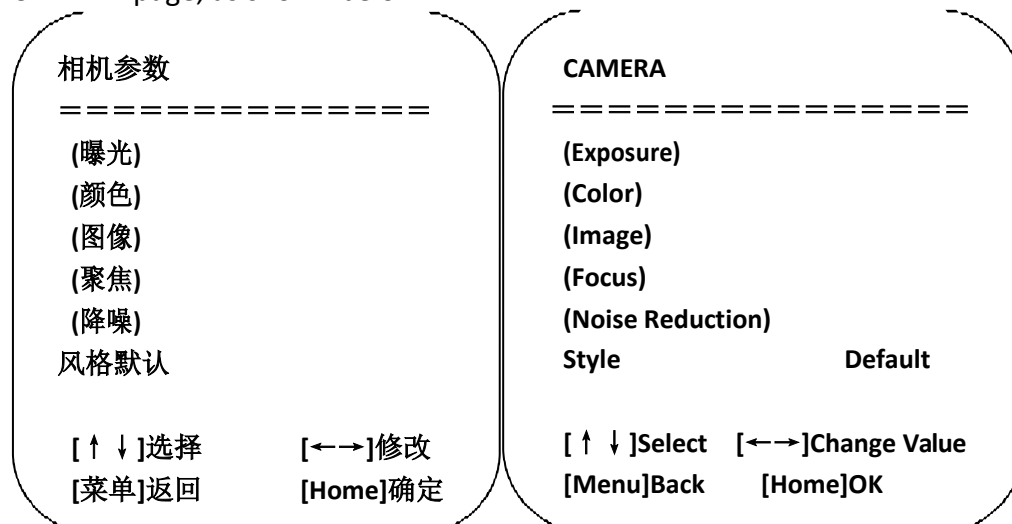 相机参数
==============
(曝光)
(颜色)
(图像)
(聚焦)
(降噪)
风格默认
[↑↓]选择 [←→]修改
[菜单]返回 [Home]确定
CAMERA
===============
(Exposure)
(Color)
(Image)
(Focus)
(Noise Reduction)
Style Default
[↑↓]Select [←→]Change Value
[Menu]Back [Home]OK